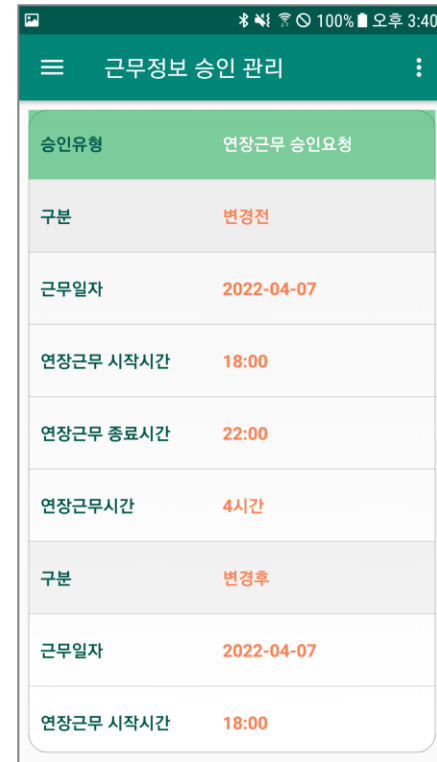 100% 오후 3:40
근무정보 승인 관리
승인유형 연장근무 승인요청
구분 변경전
근무일자 2022-04-07
연장근무 시작시간 18:00
연장근무 종료시간 22:00
연장근무시간 4시간
구분 변경후
근무일자 2022-04-07
연장근무 시작시간 18:00